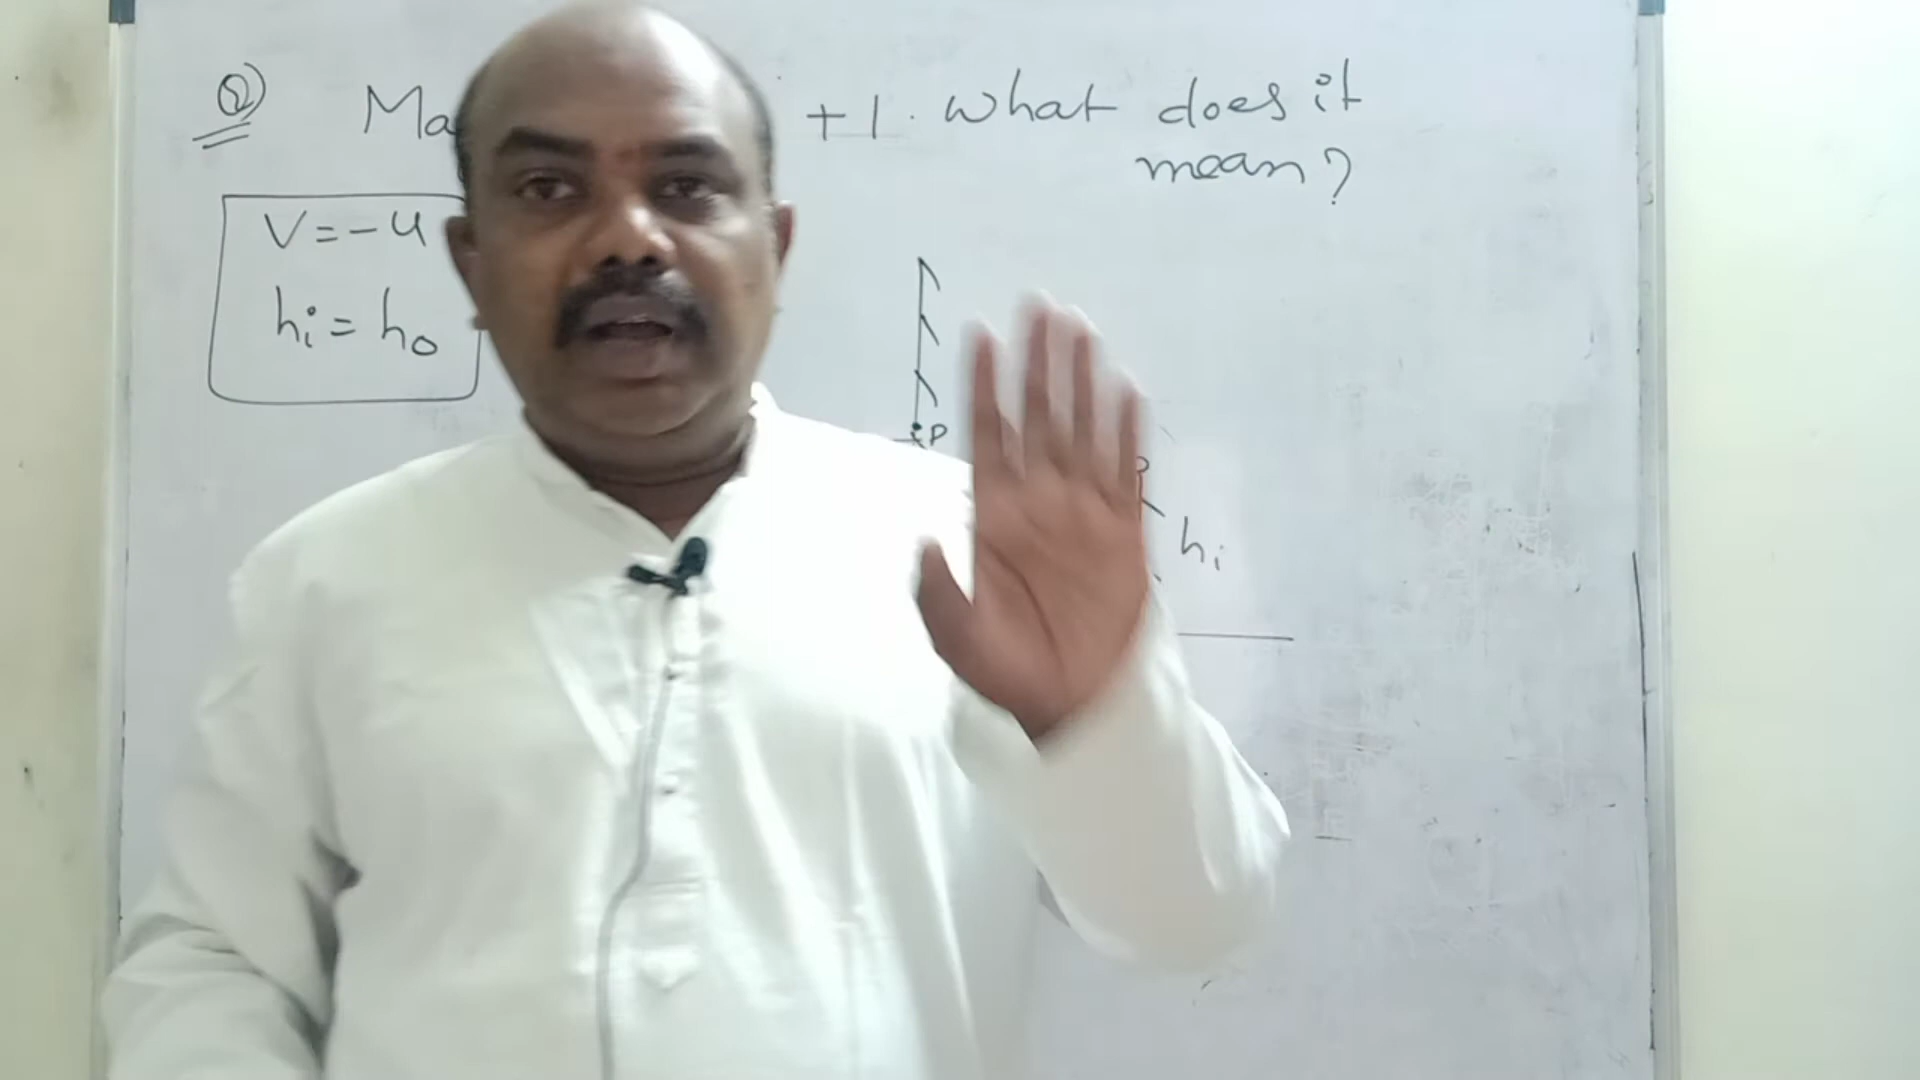 Q) Ma +1. What does it
mean?
V = - u
hi = ho
P
hi